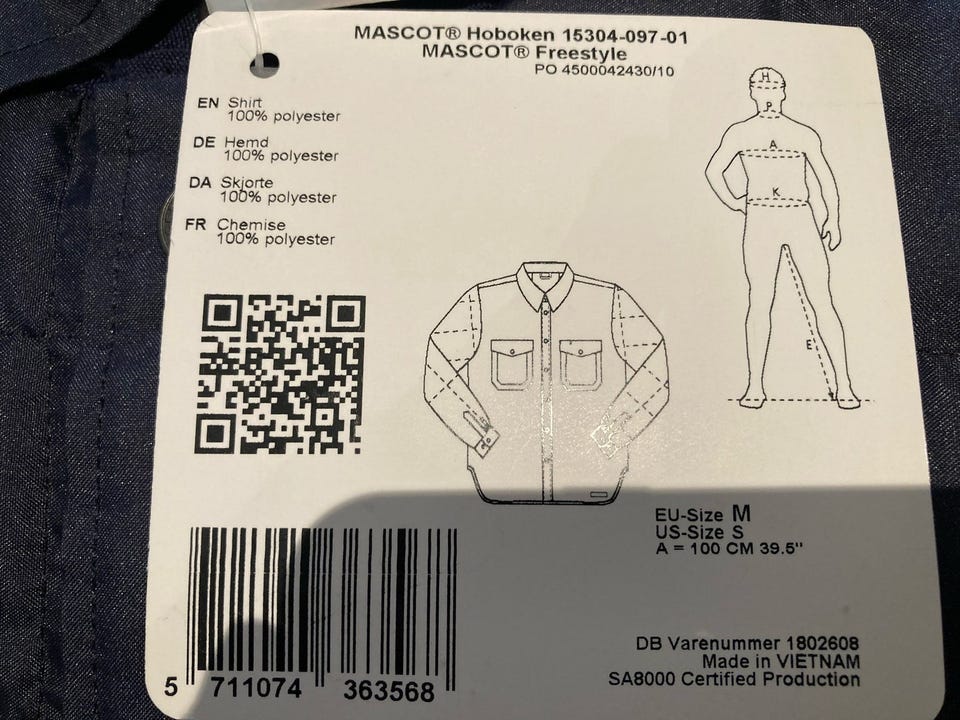 MASCOT® Hoboken 15304-097-01
MASCOT® Freestyle
PO 4500042430/10
EN Shirt
100% polyester
DE Hemd
100% polyester
DA Skjorte
100% polyester
FR Chemise
100% polyester
H
P
A
K
E
EU-Size M
US-Size S
A = 100 CM 39.5"
DB Varenummer 1802608
Made in VIETNAM
SA8000 Certified Production
5 711074 363568